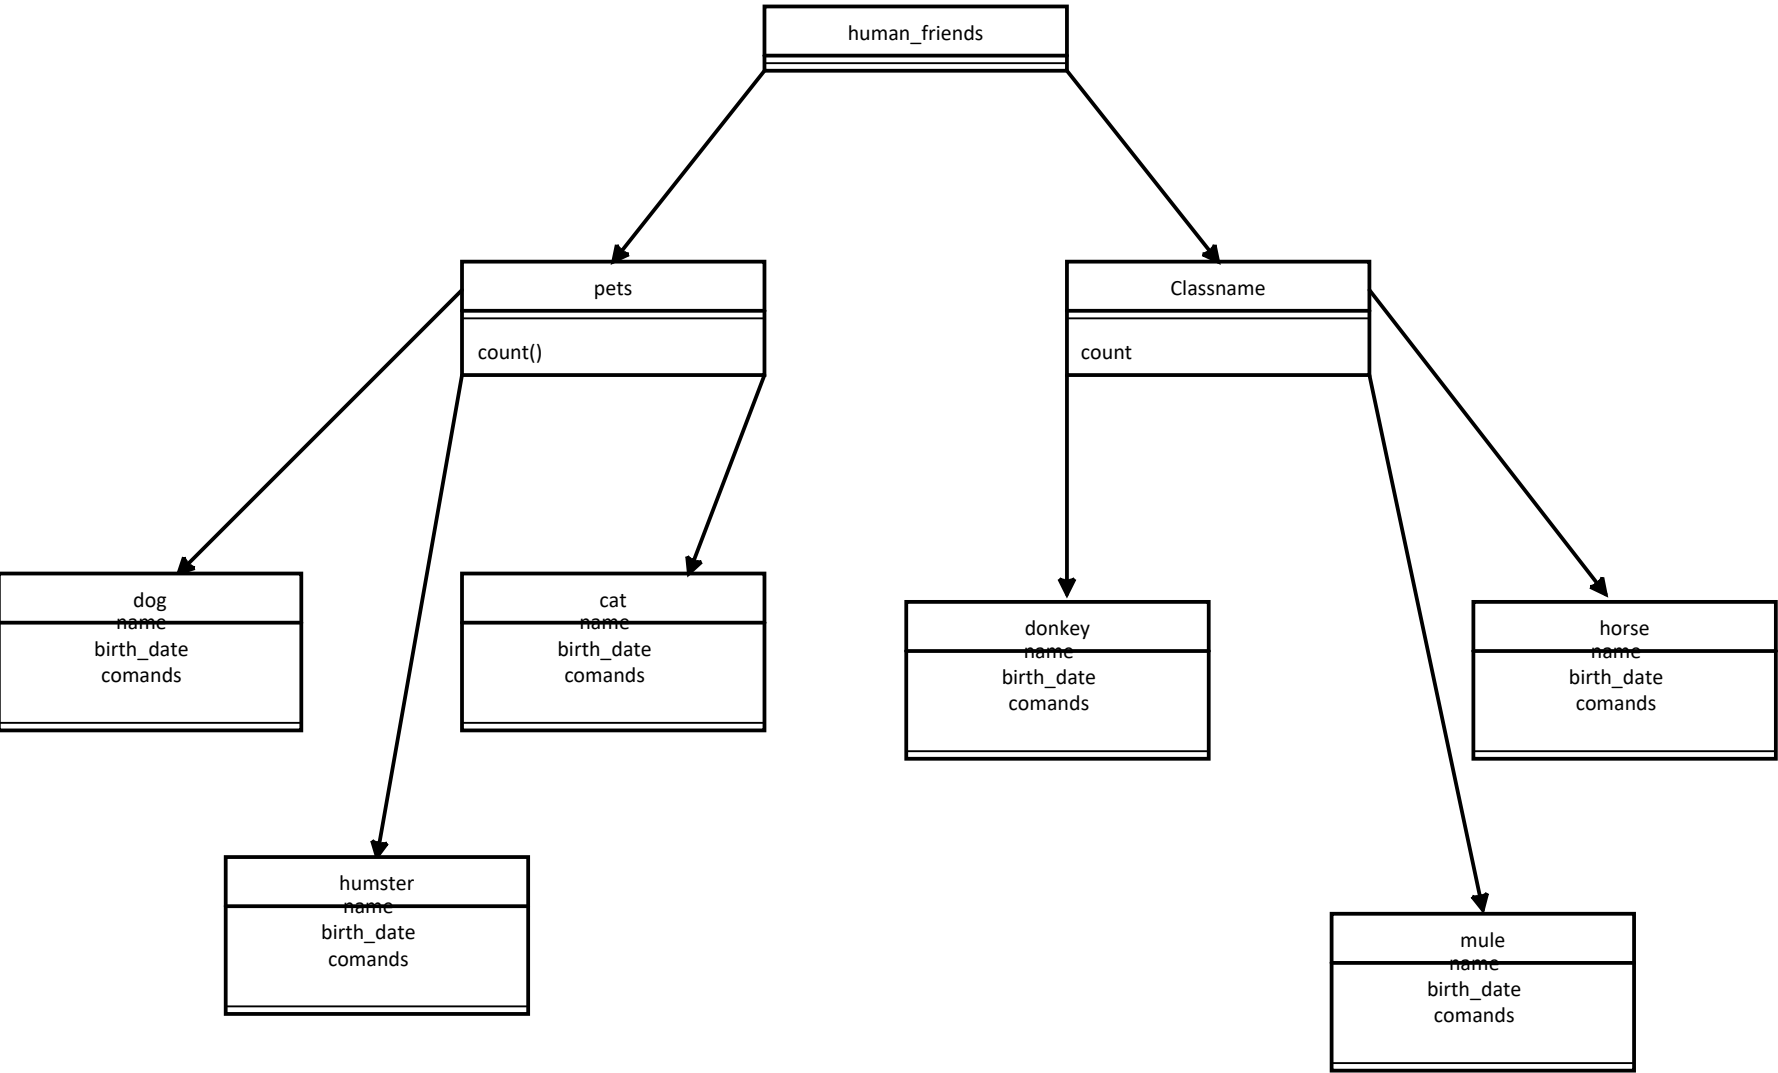 human_friends
pets
count()
Classname
count
dog
name
birth_date
comands
cat
name
birth_date
comands
donkey
name
birth_date
comands
horse
name
birth_date
comands
humster
name
birth_date
comands
mule
name
birth_date
comands